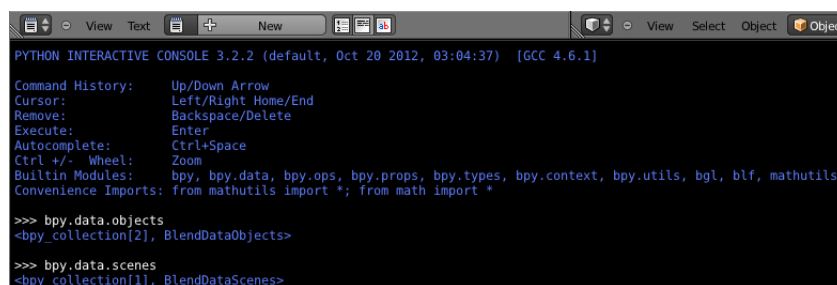 View Text New View Select Object Objec
PYTHON INTERACTIVE CONSOLE 3.2.2 (default, Oct 20 2012, 03:04:37)  [GCC 4.6.1]
Command History:     Up/Down Arrow
Cursor:              Left/Right Home/End
Remove:              Backspace/Delete
Execute:             Enter
Autocomplete:        Ctrl+Space
Ctrl +/-  Wheel:     Zoom
Builtin Modules:     bpy, bpy.data, bpy.ops, bpy.props, bpy.types, bpy.context, bpy.utils, bgl, blf, mathutils
Convenience Imports: from mathutils import *; from math import *
>>> bpy.data.objects
<bpy_collection[2], BlendDataObjects>
>>> bpy.data.scenes
<bpy_collection[1], BlendDataScenes>